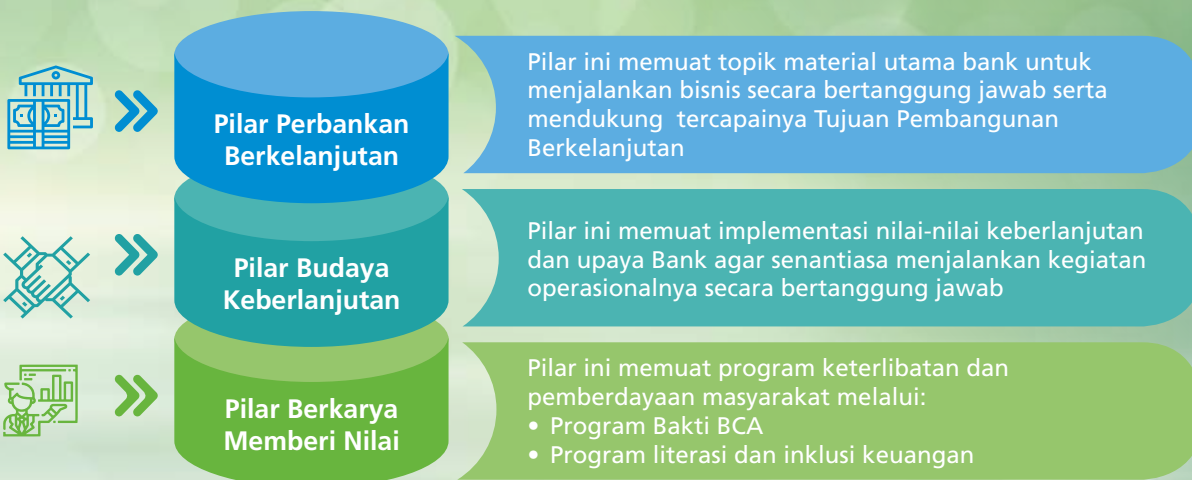 Pilar Perbankan
Berkelanjutan
Pilar ini memuat topik material utama bank untuk
menjalankan bisnis secara bertanggung jawab serta
mendukung tercapainya Tujuan Pembangunan
Berkelanjutan
Pilar Budaya
Keberlanjutan
Pilar ini memuat implementasi nilai-nilai keberlanjutan
dan upaya Bank agar senantiasa menjalankan kegiatan
operasionalnya secara bertanggung jawab
Pilar Berkarya
Memberi Nilai
Pilar ini memuat program keterlibatan dan
pemberdayaan masyarakat melalui:
• Program Bakti BCA
• Program literasi dan inklusi keuangan